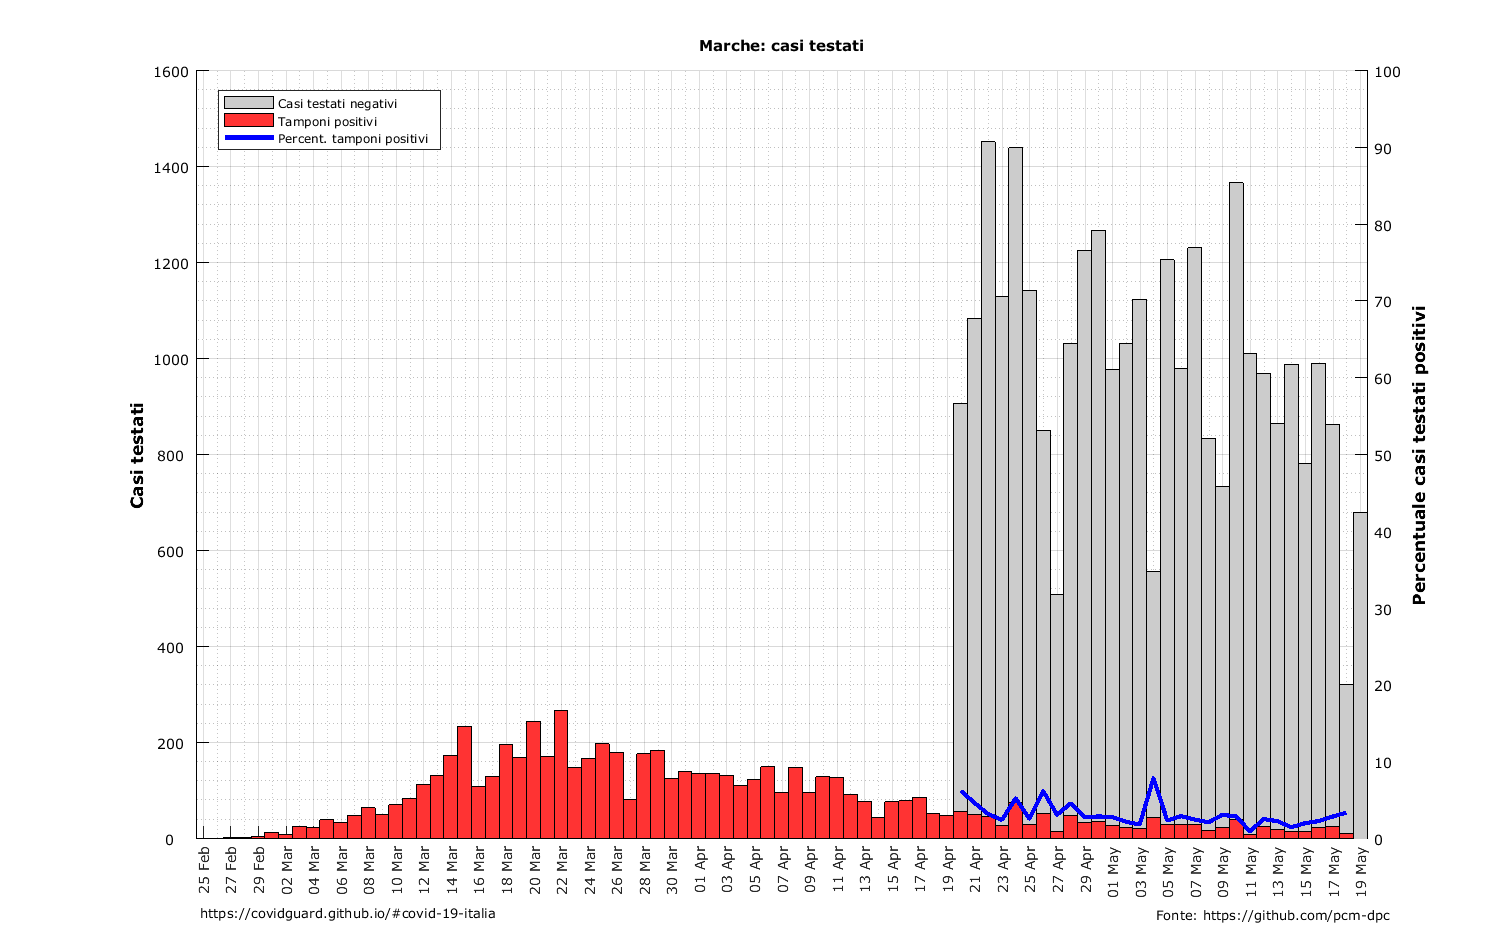 Marche: casi testati
1600
1400
1200
1000
800
600
400
200
0
Casi testati
Casi testati negativi
Tamponi positivi
Percent. tamponi positivi
100
90
80
70
60
50
40
30
20
10
0
Percentuale casi testati positivi
25 Feb
27 Feb
29 Feb
02 Mar
04 Mar
06 Mar
08 Mar
10 Mar
12 Mar
14 Mar
16 Mar
18 Mar
20 Mar
22 Mar
24 Mar
26 Mar
28 Mar
30 Mar
01 Apr
03 Apr
05 Apr
07 Apr
09 Apr
11 Apr
13 Apr
15 Apr
17 Apr
19 Apr
21 Apr
23 Apr
25 Apr
27 Apr
29 Apr
01 May
03 May
05 May
07 May
09 May
11 May
13 May
15 May
17 May
19 May
https://covidguard.github.io/#covid-19-italia
Fonte: https://github.com/pcm-dpc